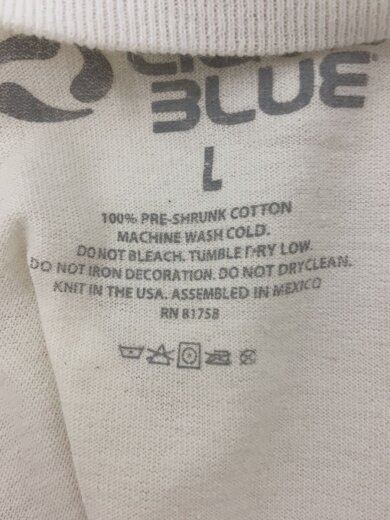 BLUE
L
100% PRE-SHRUNK COTTON
MACHINE WASH COLD.
DO NOT BLEACH. TUMBLE DRY LOW.
DO NOT IRON DECORATION. DO NOT DRYCLEAN.
KNIT IN THE USA. ASSEMBLED IN MEXICO
RN 81758